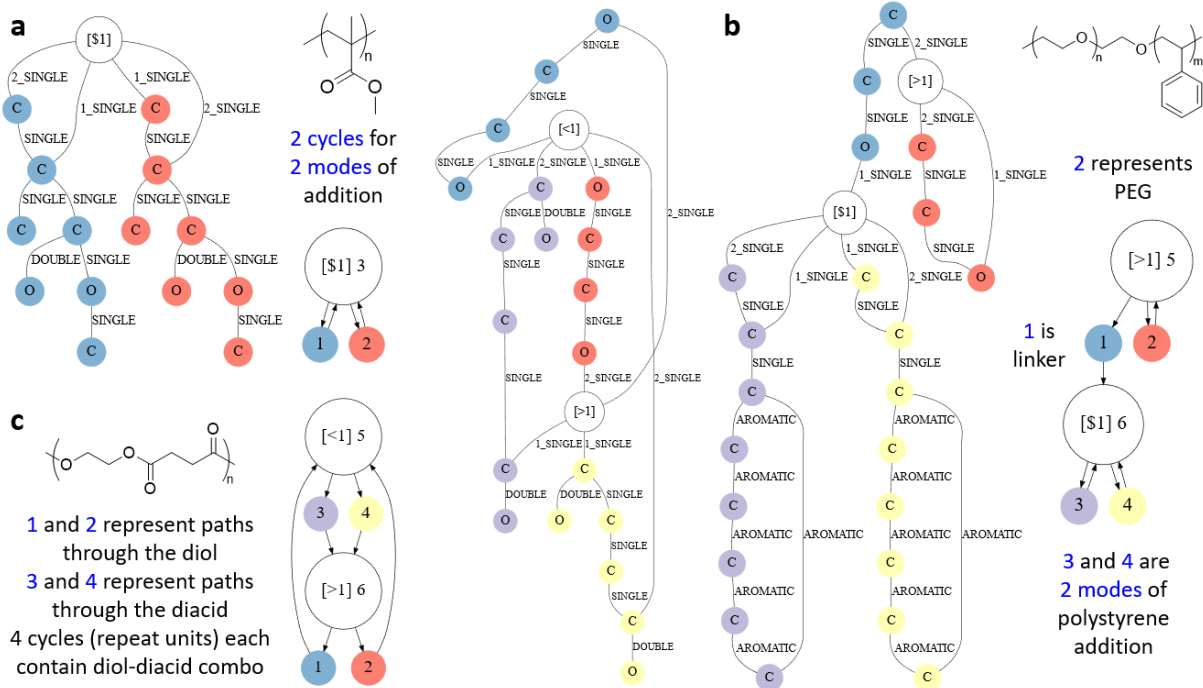 a
[$1]
2_SINGLE
1_SINGLE
1_SINGLE
2_SINGLE
C
C
SINGLE
SINGLE
C
C
SINGLE
SINGLE
SINGLE
SINGLE
C
C
C
C
DOUBLE
SINGLE
DOUBLE
SINGLE
O
O
O
O
SINGLE
SINGLE
C
C
n
O
O
2 cycles for
2 modes of
addition
[$1] 3
1
2
c
O
O
O
O
n
1 and 2 represent paths
through the diol
3 and 4 represent paths
through the diacid
4 cycles (repeat units) each
contain diol-diacid combo
[<1] 5
3
4
[>1] 6
1
2
O
SINGLE
C
SINGLE
C
[<1]
SINGLE
1_SINGLE
2_SINGLE
1_SINGLE
O
C
O
2_SINGLE
SINGLE
DOUBLE
SINGLE
C
O
C
SINGLE
SINGLE
C
C
SINGLE
O
SINGLE
2_SINGLE
2_SINGLE
[>1]
1_SINGLE
1_SINGLE
C
C
DOUBLE
DOUBLE
SINGLE
O
O
C
SINGLE
C
SINGLE
C
DOUBLE
O
b
C
SINGLE
2_SINGLE
C
[>1]
SINGLE
2_SINGLE
O
C
1_SINGLE
SINGLE
1_SINGLE
[$1]
C
2_SINGLE
1_SINGLE
1_SINGLE
2_SINGLE
SINGLE
C
C
O
SINGLE
SINGLE
C
C
SINGLE
SINGLE
C
C
AROMATIC
AROMATIC
C
C
AROMATIC
AROMATIC
C
C
AROMATIC
AROMATIC
AROMATIC
AROMATIC
C
C
AROMATIC
AROMATIC
C
C
AROMATIC
AROMATIC
C
C
O
n
O
m
2 represents
PEG
[>1] 5
1 is
linker
1
2
[$1] 6
3
4
3 and 4 are
2 modes of
polystyrene
addition